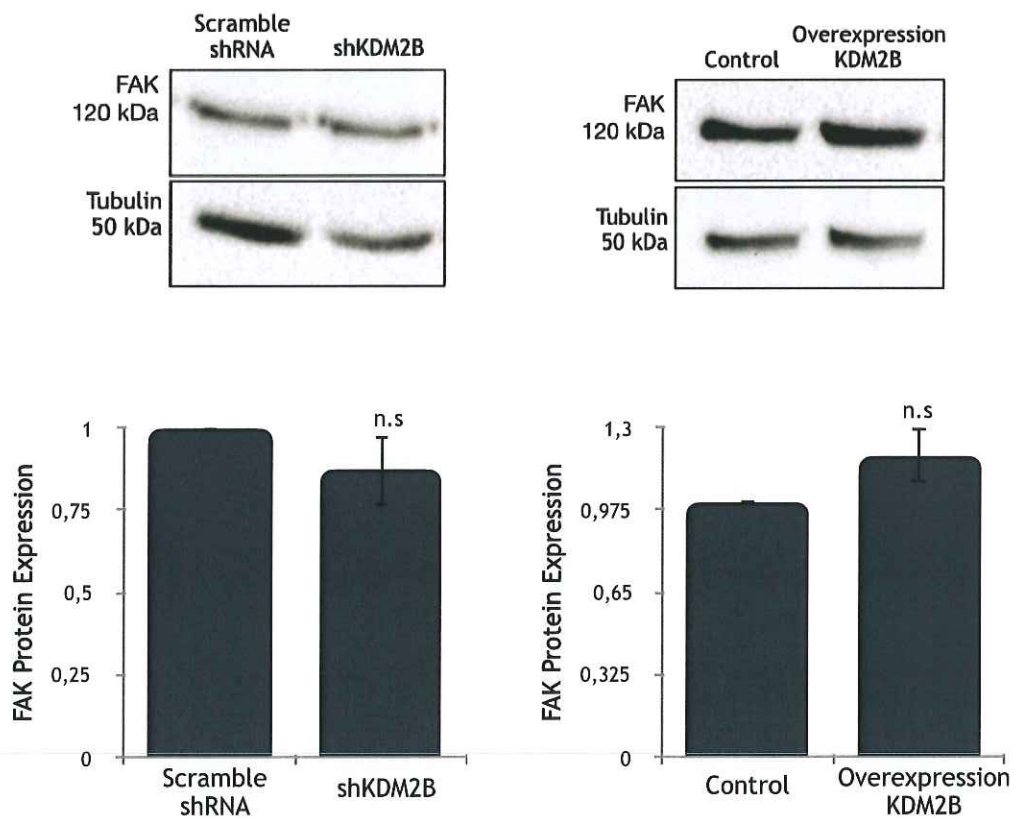 Scramble
shRNA
shKDM2B
FAK
120 kDa
Tubulin
50 kDa
Control
Overexpression
KDM2B
FAK
120 kDa
Tubulin
50 kDa
FAK Protein Expression
1
0,75
0,5
0,25
0
n.s
Scramble
shRNA
shKDM2B
FAK Protein Expression
1,3
0,975
0,65
0,325
0
n.s
Control
Overexpression
KDM2B